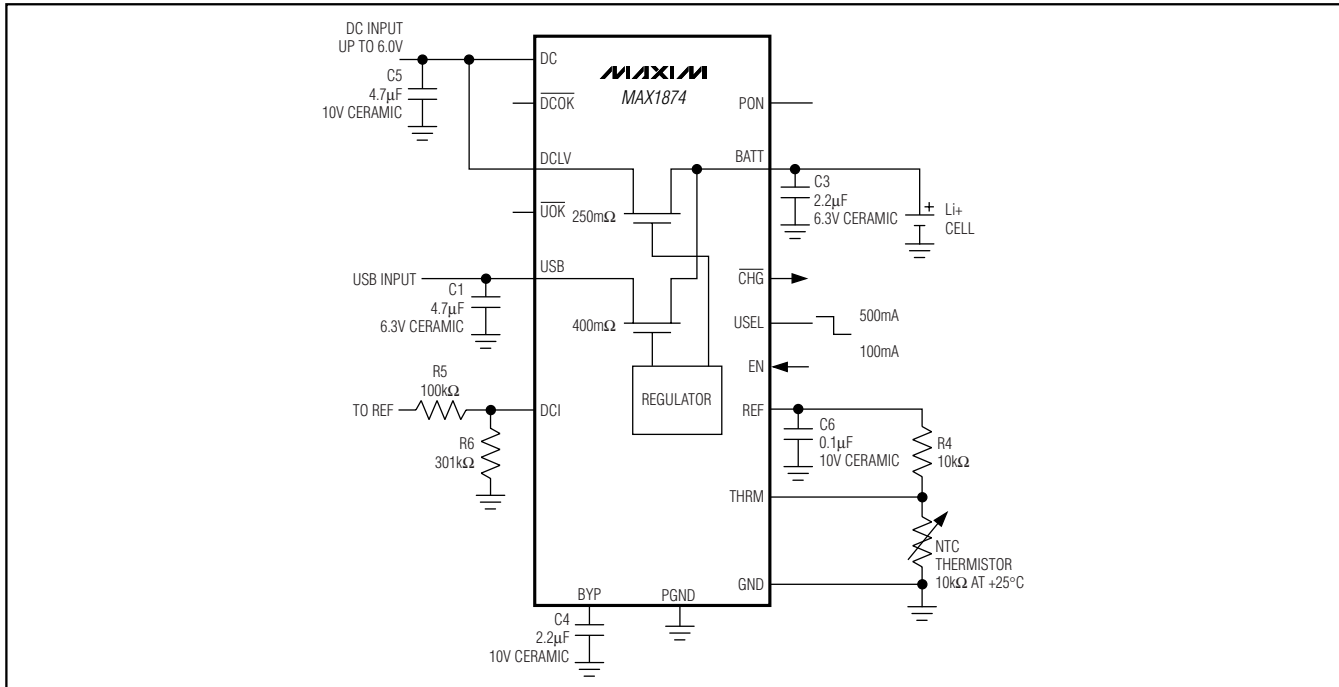 DC INPUT
UP TO 6.0V
C5
4.7µF
10V CERAMIC
DC
MAXIM
MAX1874
DCOK
PON
DCLV
BATT
C3
2.2µF
6.3V CERAMIC
Li+
CELL
+
UOK
250mΩ
USB INPUT
USB
C1
4.7µF
6.3V CERAMIC
CHG
400mΩ
USEL
500mA
100mA
EN
REGULATOR
R5
100kΩ
TO REF
DCI
R6
301kΩ
REF
C6
0.1µF
10V CERAMIC
R4
10kΩ
THRM
NTC
THERMISTOR
10kΩ AT +25°C
GND
BYP
PGND
C4
2.2µF
10V CERAMIC